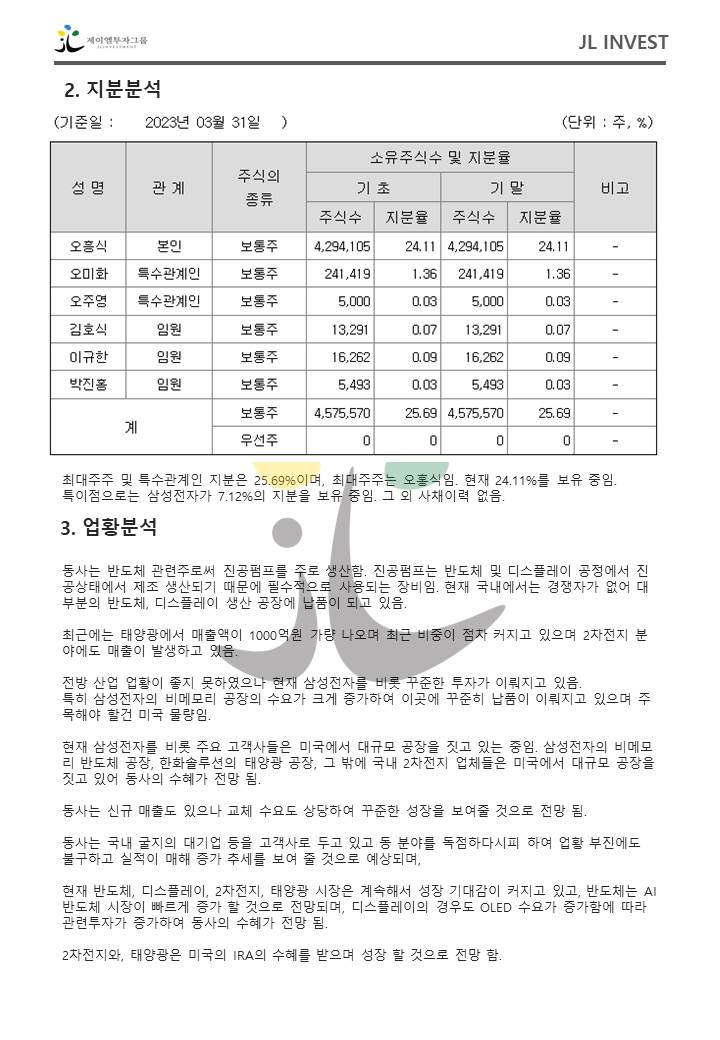 제이엘투자그룹
JLINVESTMENT
JL INVEST
2. 지분분석
(기준일 : 2023년 03월 31일 ) (단위 : 주, %)
성 명 관 계 주식의 종류 소유주식수 및 지분율 비고
기 초 기 말
주식수 지분율 주식수 지분율
오흥식 본인 보통주 4,294,105 24.11 4,294,105 24.11 -
오미화 특수관계인 보통주 241,419 1.36 241,419 1.36 -
오주영 특수관계인 보통주 5,000 0.03 5,000 0.03 -
김호식 임원 보통주 13,291 0.07 13,291 0.07 -
이규한 임원 보통주 16,262 0.09 16,262 0.09 -
박진홍 임원 보통주 5,493 0.03 5,493 0.03 -
계 보통주 4,575,570 25.69 4,575,570 25.69 -
우선주 0 0 0 0 -
최대주주 및 특수관계인 지분은 25.69%이며, 최대주주는 오흥식임. 현재 24.11%를 보유 중임.
특이점으로는 삼성전자가 7.12%의 지분을 보유 중임. 그 외 사채이력 없음.
3. 업황분석
동사는 반도체 관련주로써 진공펌프를 주로 생산함. 진공펌프는 반도체 및 디스플레이 공정에서 진
공상태에서 제조 생산되기 때문에 필수적으로 사용되는 장비임. 현재 국내에서는 경쟁자가 없어 대
부분의 반도체, 디스플레이 생산 공장에 납품이 되고 있음.
최근에는 태양광에서 매출액이 1000억원 가량 나오며 최근 비중이 점차 커지고 있으며 2차전지 분
야에도 매출이 발생하고 있음.
전방 산업 업황이 좋지 못하였으나 현재 삼성전자를 비롯 꾸준한 투자가 이뤄지고 있음.
특히 삼성전자의 비메모리 공장의 수요가 크게 증가하여 이곳에 꾸준히 납품이 이뤄지고 있으며 주
목해야 할건 미국 물량임.
현재 삼성전자를 비롯 주요 고객사들은 미국에서 대규모 공장을 짓고 있는 중임. 삼성전자의 비메모
리 반도체 공장, 한화솔루션의 태양광 공장, 그 밖에 국내 2차전지 업체들은 미국에서 대규모 공장을
짓고 있어 동사의 수혜가 전망 됨.
동사는 신규 매출도 있으나 교체 수요도 상당하여 꾸준한 성장을 보여줄 것으로 전망 됨.
동사는 국내 굴지의 대기업 등을 고객사로 두고 있고 동 분야를 독점하다시피 하여 업황 부진에도
불구하고 실적이 매해 증가 추세를 보여 줄 것으로 예상되며,
현재 반도체, 디스플레이, 2차전지, 태양광 시장은 계속해서 성장 기대감이 커지고 있고, 반도체는 AI
반도체 시장이 빠르게 증가 할 것으로 전망되며, 디스플레이의 경우도 OLED 수요가 증가함에 따라
관련투자가 증가하여 동사의 수혜가 전망 됨.
2차전지와, 태양광은 미국의 IRA의 수혜를 받으며 성장 할 것으로 전망 함.